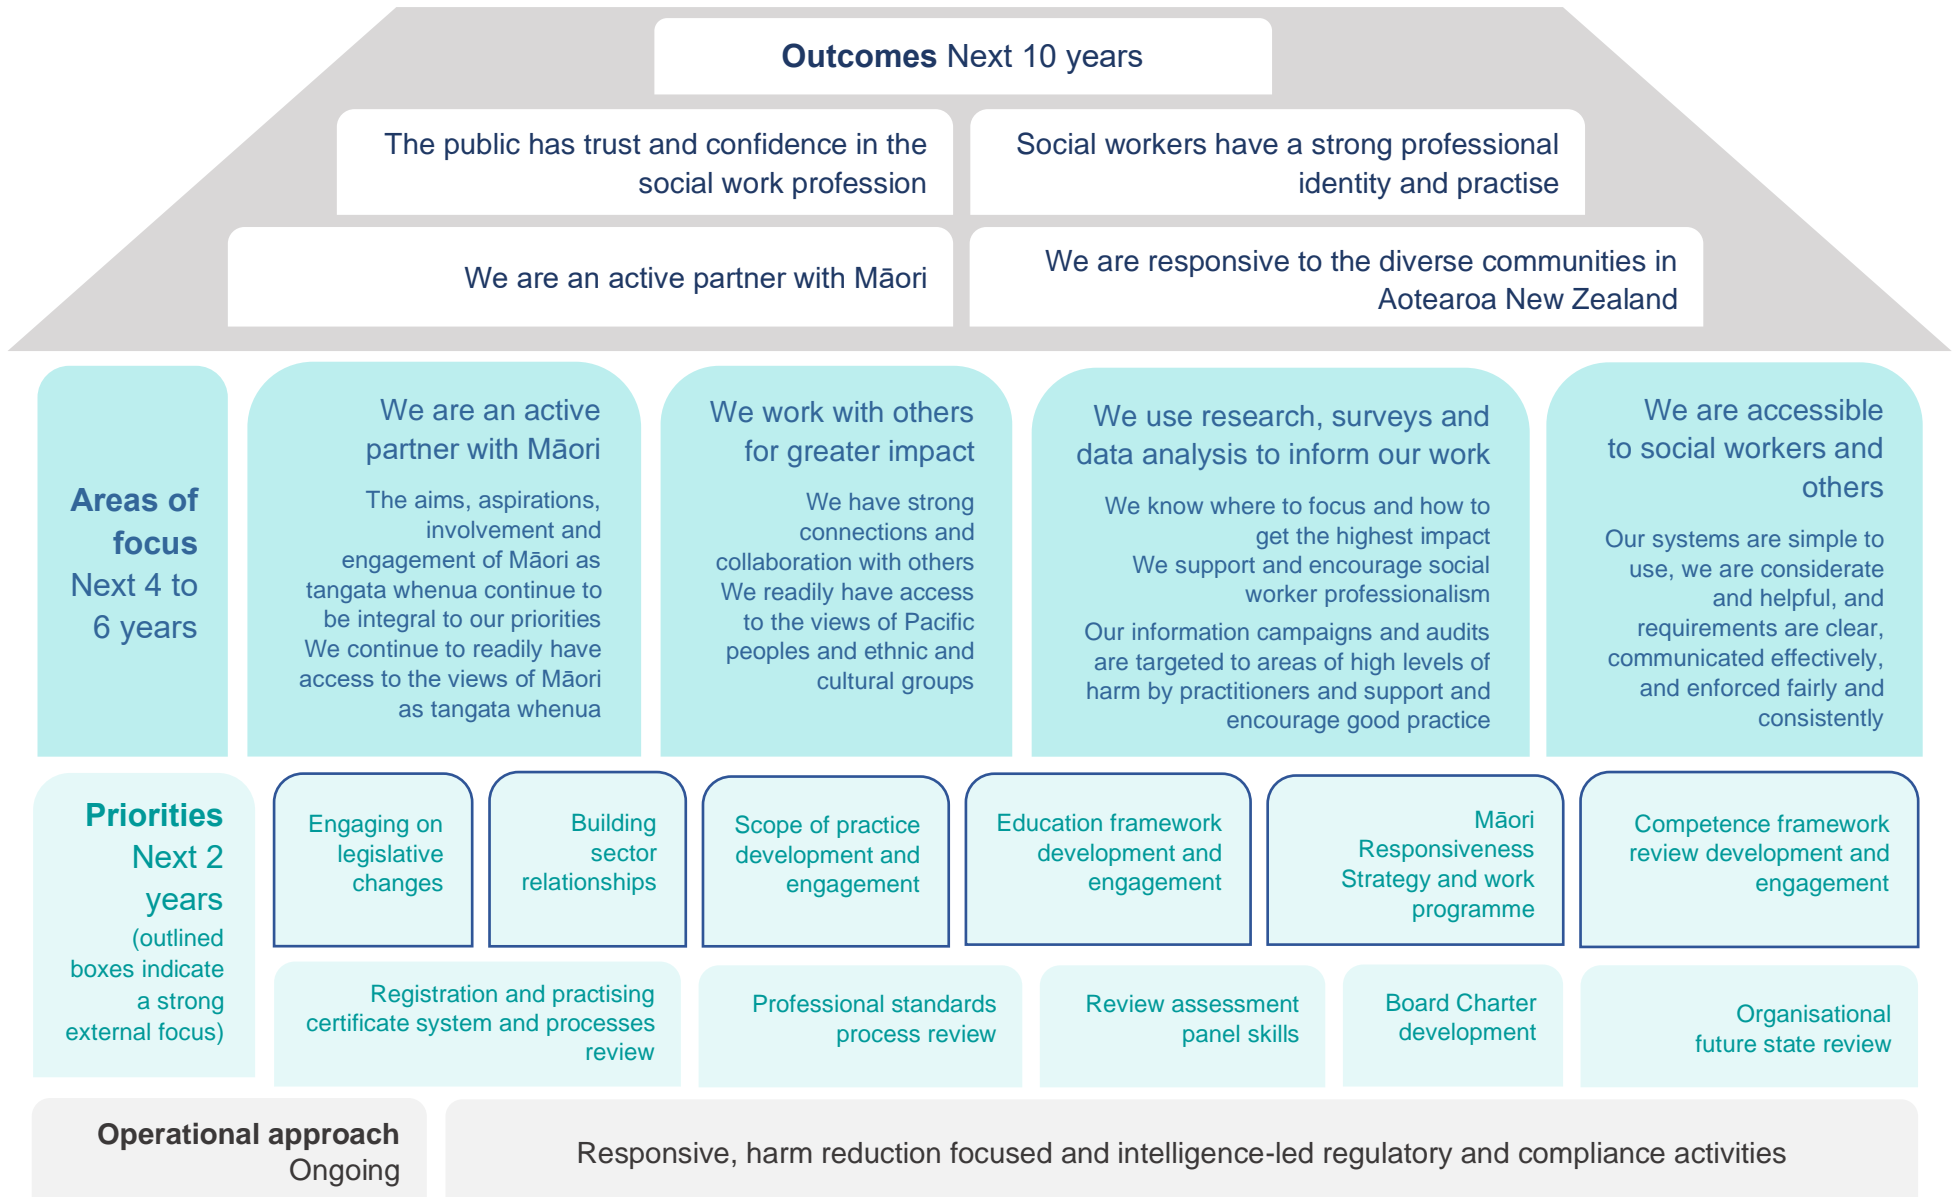 Outcomes Next 10 years
The public has trust and confidence in the
social work profession
Social workers have a strong professional
identity and practise
We are an active partner with Māori
We are responsive to the diverse communities in
Aotearoa New Zealand
Areas of
focus
Next 4 to
6 years
We are an active
partner with Māori
The aims, aspirations,
involvement and
engagement of Māori as
tangata whenua continue to
be integral to our priorities
We continue to readily have
access to the views of Māori
as tangata whenua
We work with others
for greater impact
We have strong
connections and
collaboration with others
We readily have access
to the views of Pacific
peoples and ethnic and
cultural groups
We use research, surveys and
data analysis to inform our work
We know where to focus and how to
get the highest impact
We support and encourage social
worker professionalism
Our information campaigns and audits
are targeted to areas of high levels of
harm by practitioners and support and
encourage good practice
We are accessible
to social workers and
others
Our systems are simple to
use, we are considerate
and helpful, and
requirements are clear,
communicated effectively,
and enforced fairly and
consistently
Priorities
Next 2
years
(outlined
boxes indicate
a strong
external focus)
Engaging on
legislative
changes
Building
sector
relationships
Scope of practice
development and
engagement
Education framework
development and
engagement
Māori
Responsiveness
Strategy and work
programme
Competence framework
review development and
engagement
Registration and practising
certificate system and processes
review
Professional standards
process review
Review assessment
panel skills
Board Charter
development
Organisational
future state review
Operational approach
Ongoing
Responsive, harm reduction focused and intelligence-led regulatory and compliance activities